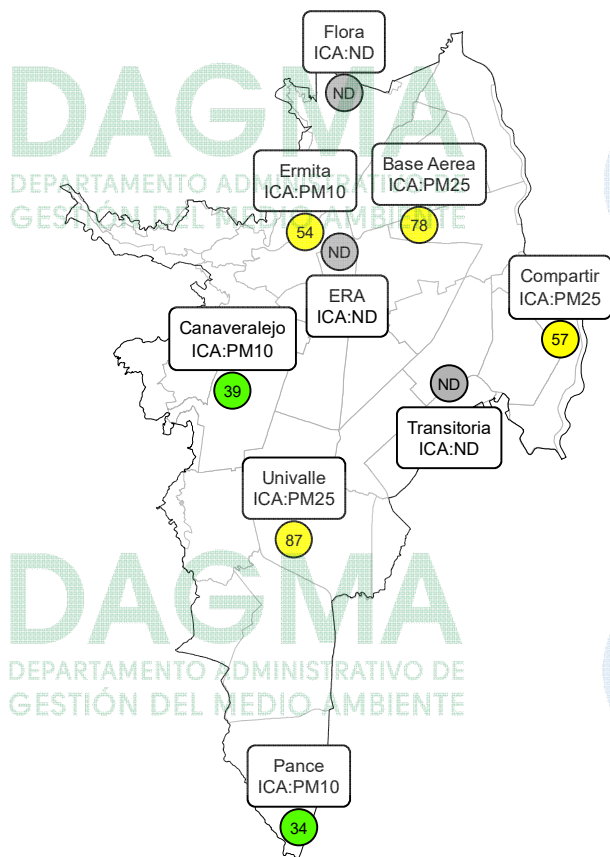 Flora
ICA:ND
ND
DAGMA
DEPARTAMENTO ADMINISTRATIVO DE
GESTIÓN DEL MEDIO AMBIENTE
Ermita
ICA:PM10
54
Base Aerea
ICA:PM25
78
ND
ERA
ICA:ND
Compartir
ICA:PM25
57
Canaveralejo
ICA:PM10
39
ND
Transitoria
ICA:ND
Univalle
ICA:PM25
87
DAGMA
DEPARTAMENTO ADMINISTRATIVO DE
GESTIÓN DEL MEDIO AMBIENTE
Pance
ICA:PM10
34